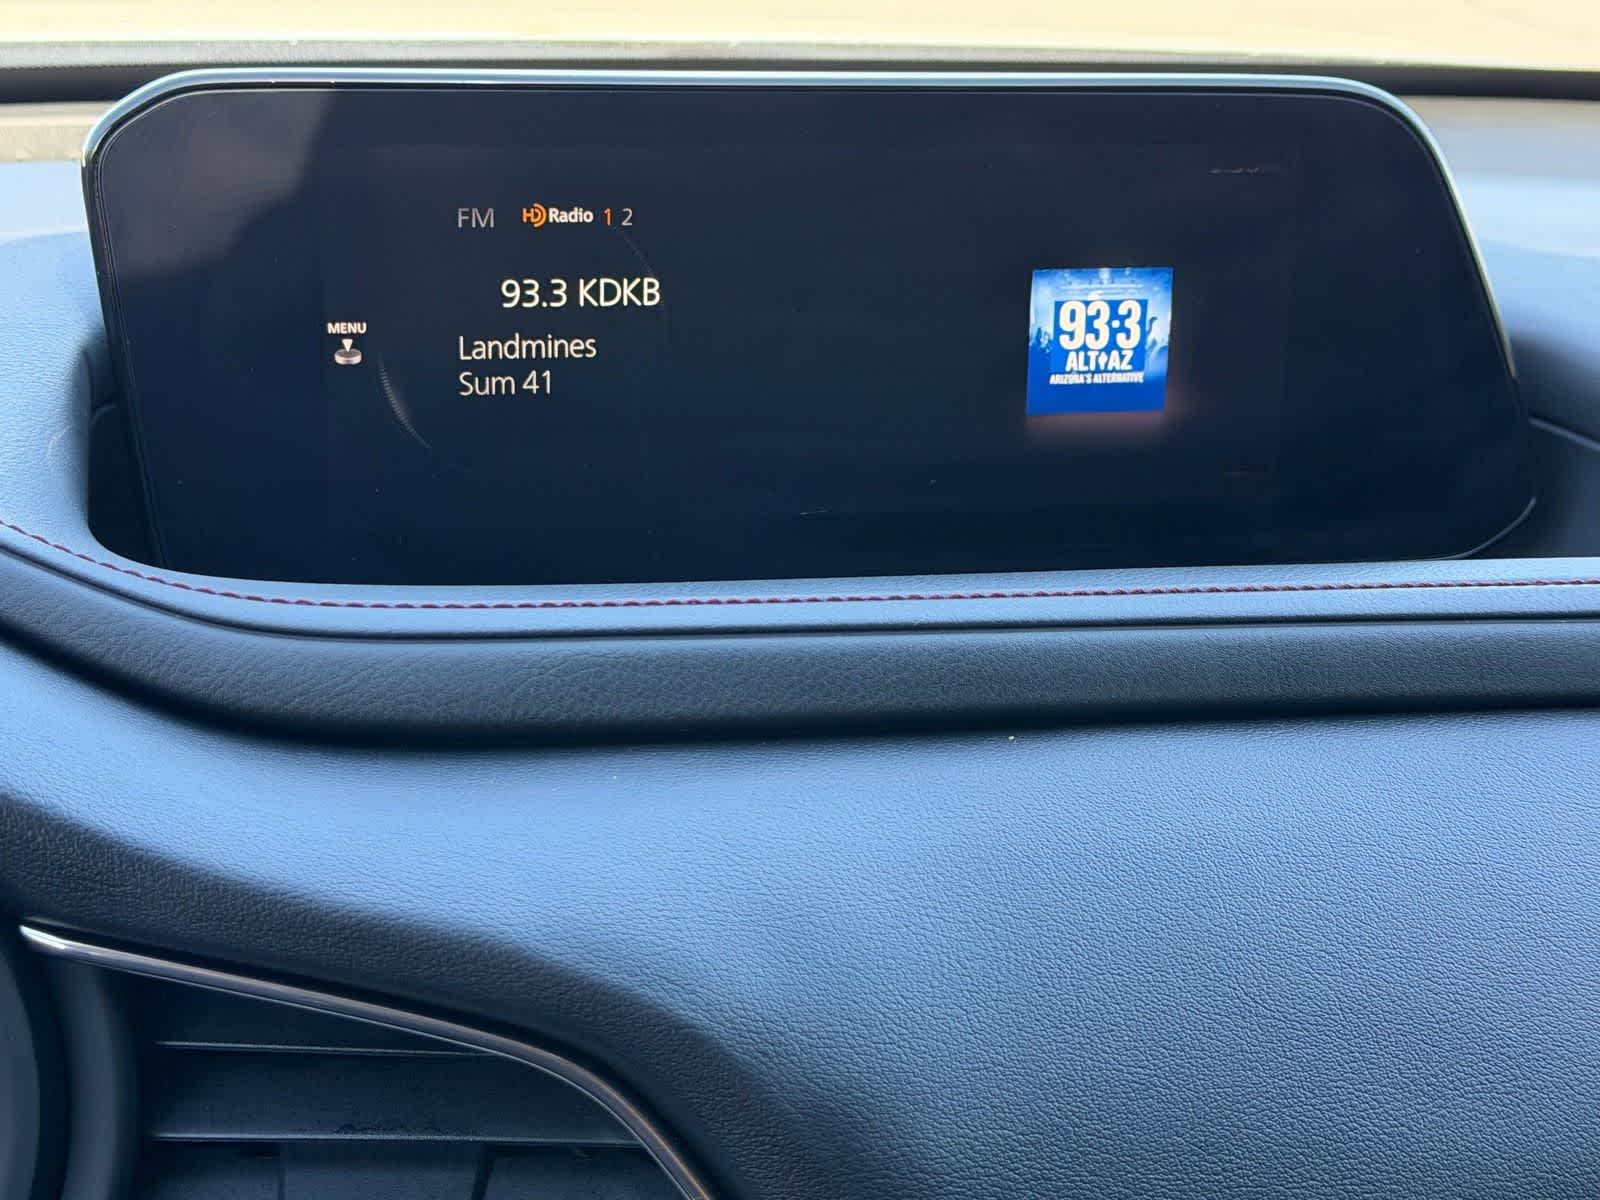 FM HD Radio 1 2
93.3 KDKB
MENU
Landmines
Sum 41
93.3
ALT AZ
ARIZONA'S ALTERNATIVE